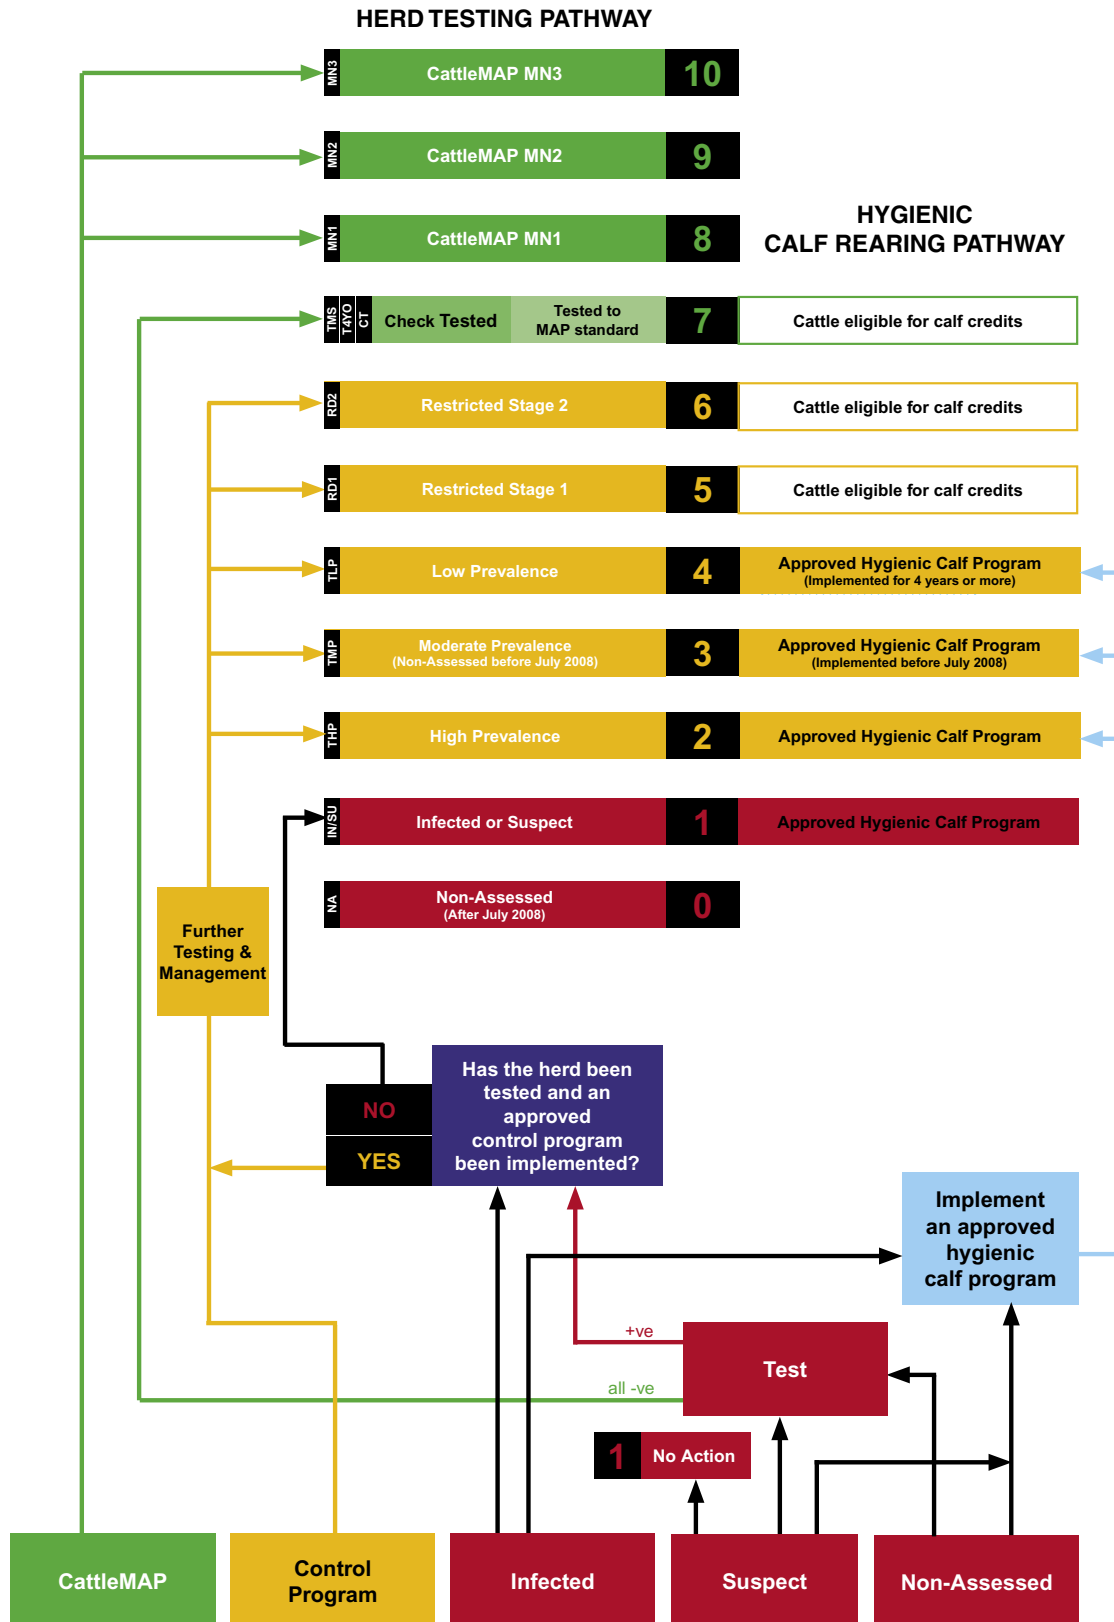 HERD TESTING PATHWAY
MN3 CattleMAP MN3 10
MN2 CattleMAP MN2 9
MN1 CattleMAP MN1 8
HYGIENIC
CALF REARING PATHWAY
TMS T4YO CT Check Tested Tested to
MAP standard 7 Cattle eligible for calf credits
RD2 Restricted Stage 2 6 Cattle eligible for calf credits
RD1 Restricted Stage 1 5 Cattle eligible for calf credits
TLP Low Prevalence 4 Approved Hygienic Calf Program
(Implemented for 4 years or more)
TMP Moderate Prevalence
(Non-Assessed before July 2008) 3 Approved Hygienic Calf Program
(Implemented before July 2008)
THP High Prevalence 2 Approved Hygienic Calf Program
IN/SU Infected or Suspect 1 Approved Hygienic Calf Program
NA Non-Assessed
(After July 2008) 0
Further
Testing &
Management
Has the herd been
tested and an
approved
control program
been implemented?
NO
YES
Implement
an approved
hygienic
calf program
+ve
all -ve
Test
1 No Action
CattleMAP
Control
Program
Infected
Suspect
Non-Assessed